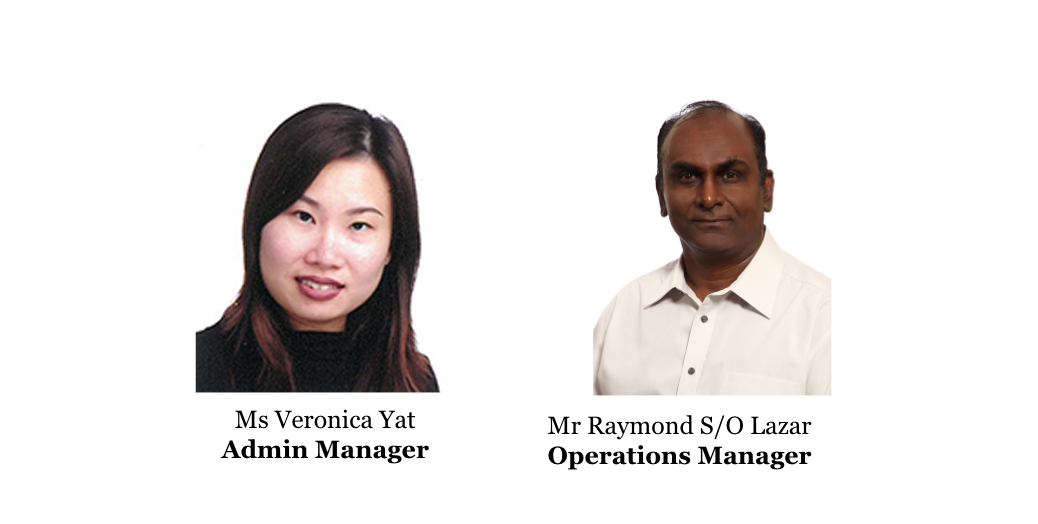 Ms Veronica Yat
Admin Manager
Mr Raymond S/O Lazar
Operations Manager